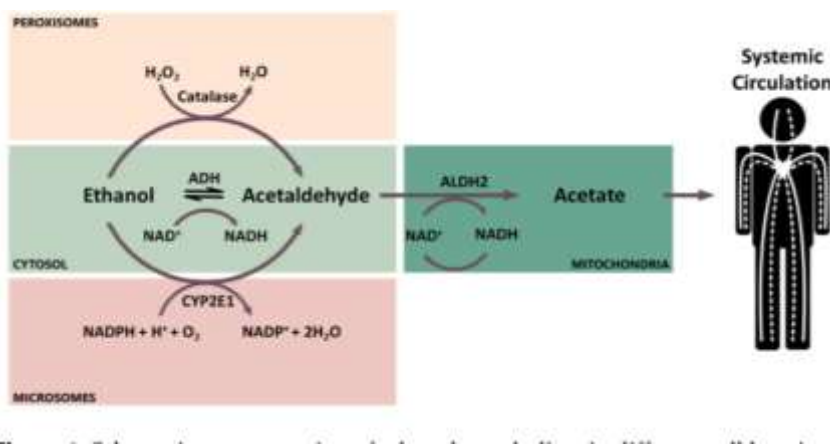 PEROXISOMES
H₂O₂ H₂O
Catalase
Systemic
Circulation
Ethanol ADH Acetaldehyde
NAD⁺ NADH
CYTOSOL
ALDH2
Acetate
NAD⁺ NADH
MITOCHONDRIA
CYP2E1
NADPH + H⁺ + O₂ NADP⁺ + 2H₂O
MICROSOMES